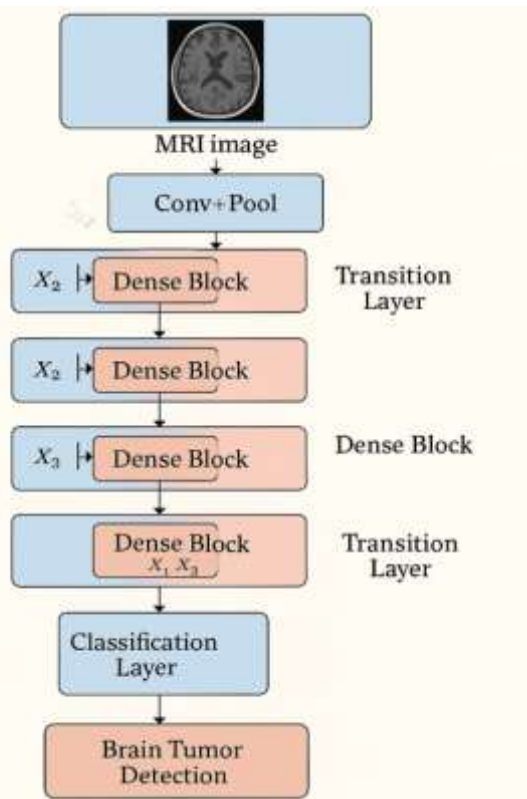 MRI image
Conv+Pool
X₂ Dense Block
Transition
Layer
X₂ Dense Block
X₃ Dense Block
Dense Block
Dense Block
X₁ X₃
Transition
Layer
Classification
Layer
Brain Tumor
Detection